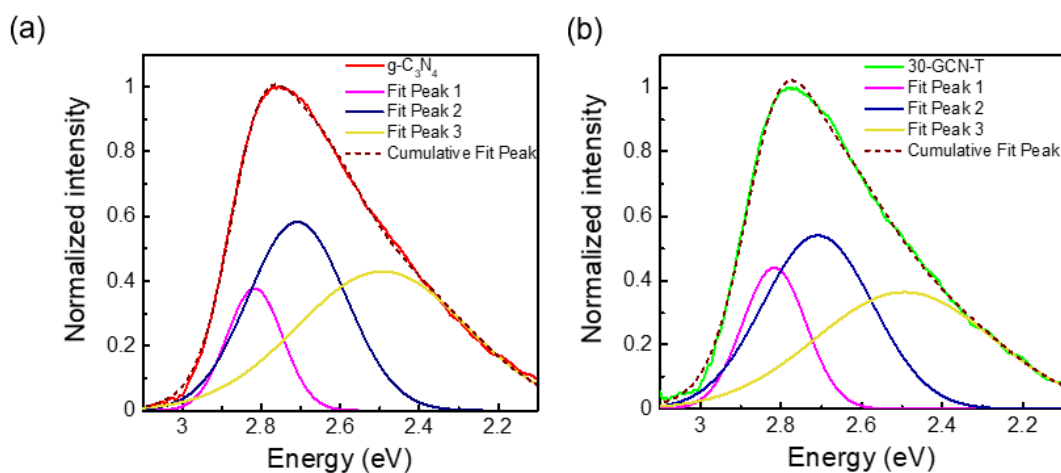 (a)
g-C₃N₄
Fit Peak 1
Fit Peak 2
Fit Peak 3
Cumulative Fit Peak
Normalized intensity
1
0.8
0.6
0.4
0.2
0
3
2.8
2.6
2.4
2.2
Energy (eV)
(b)
30-GCN-T
Fit Peak 1
Fit Peak 2
Fit Peak 3
Cumulative Fit Peak
Normalized intensity
1
0.8
0.6
0.4
0.2
0
3
2.8
2.6
2.4
2.2
Energy (eV)